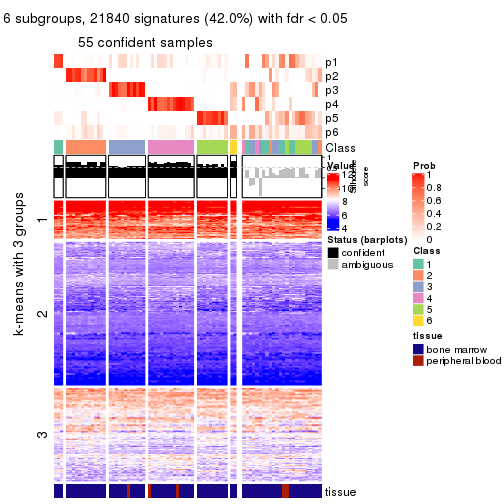 6 subgroups, 21840 signatures (42.0%) with fdr < 0.05
55 confident samples
p1
p2
p3
p4
p5
p6
Class
1
Silhouette
score
k-means with 3 groups
1
2
3
tissue
Value
12
10
8
6
4
Status (barplots)
confident
ambiguous
Prob
1
0.8
0.6
0.4
0.2
0
Class
1
2
3
4
5
6
tissue
bone marrow
peripheral blood